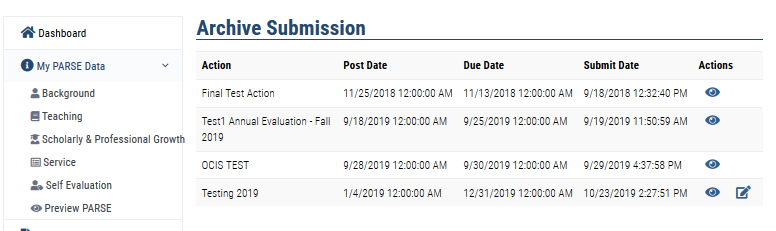 Dashboard
My PARSE Data
Background
Teaching
Scholarly & Professional Growth
Service
Self Evaluation
Preview PARSE
Archive Submission
Action Post Date Due Date Submit Date Actions
Final Test Action 11/25/2018 12:00:00 AM 11/13/2018 12:00:00 AM 9/18/2018 12:32:40 PM
Test1 Annual Evaluation - Fall 9/18/2019 12:00:00 AM 9/25/2019 12:00:00 AM 9/19/2019 11:50:59 AM
2019
OCIS TEST 9/28/2019 12:00:00 AM 9/30/2019 12:00:00 AM 9/29/2019 4:37:58 PM
Testing 2019 1/4/2019 12:00:00 AM 12/31/2019 12:00:00 AM 10/23/2019 2:27:51 PM